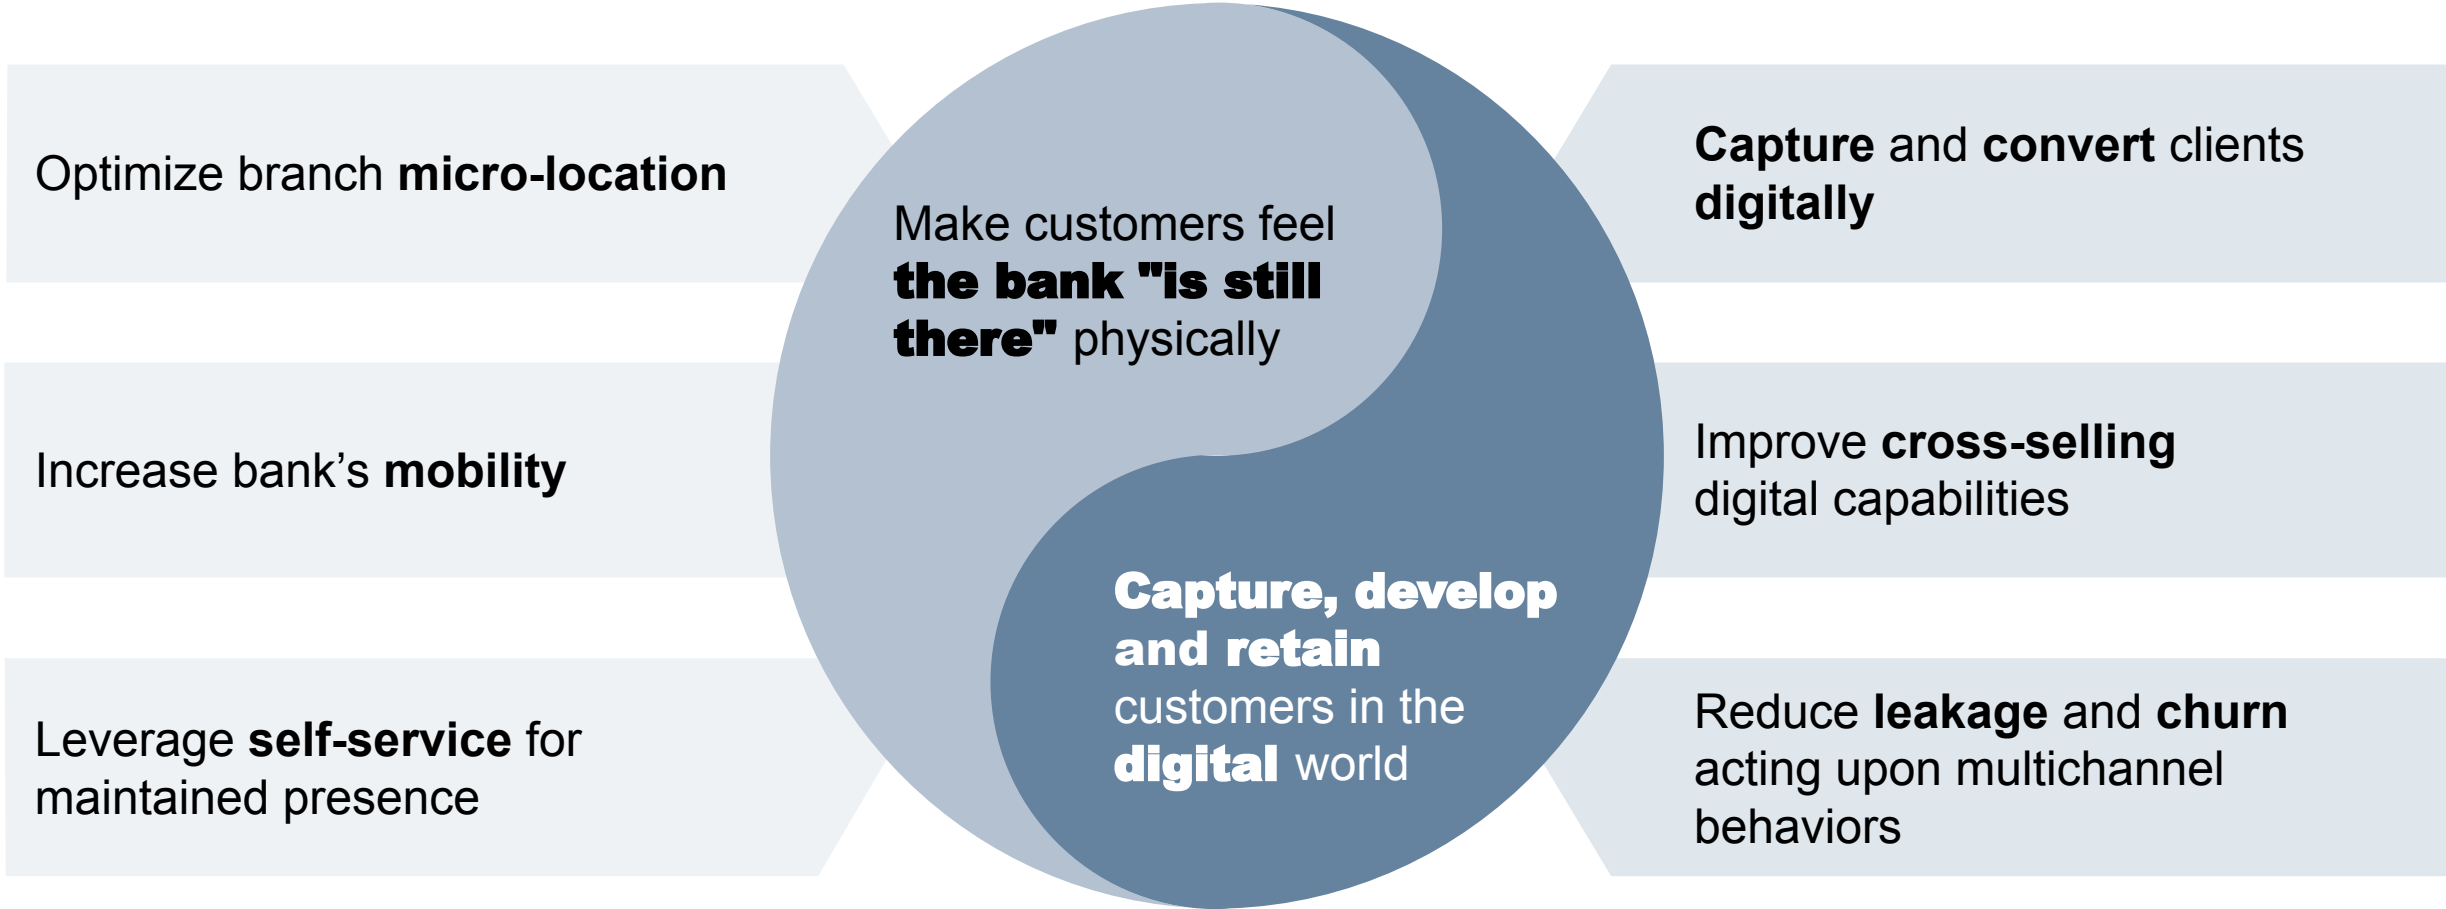 Optimize branch micro-location
Increase bank’s mobility
Leverage self-service for
maintained presence
Make customers feel
the bank "is still
there" physically
Capture, develop
and retain
customers in the
digital world
Capture and convert clients
digitally
Improve cross-selling
digital capabilities
Reduce leakage and churn
acting upon multichannel
behaviors